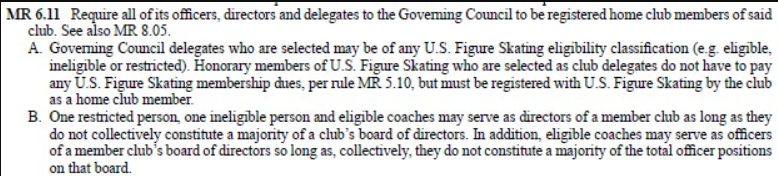 MR 6.11 Require all of its officers, directors and delegates to the Governing Council to be registered home club members of said
club. See also MR 8.05.
A. Governing Council delegates who are selected may be of any U.S. Figure Skating eligibility classification (e.g. eligible,
ineligible or restricted). Honorary members of U.S. Figure Skating who are selected as club delegates do not have to pay
any U.S. Figure Skating membership dues, per rule MR 5.10, but must be registered with U.S. Figure Skating by the club
as a home club member.
B. One restricted person, one ineligible person and eligible coaches may serve as directors of a member club as long as they
do not collectively constitute a majority of a club's board of directors. In addition, eligible coaches may serve as officers
of a member club's board of directors so long as, collectively, they do not constitute a majority of the total officer positions
on that board.